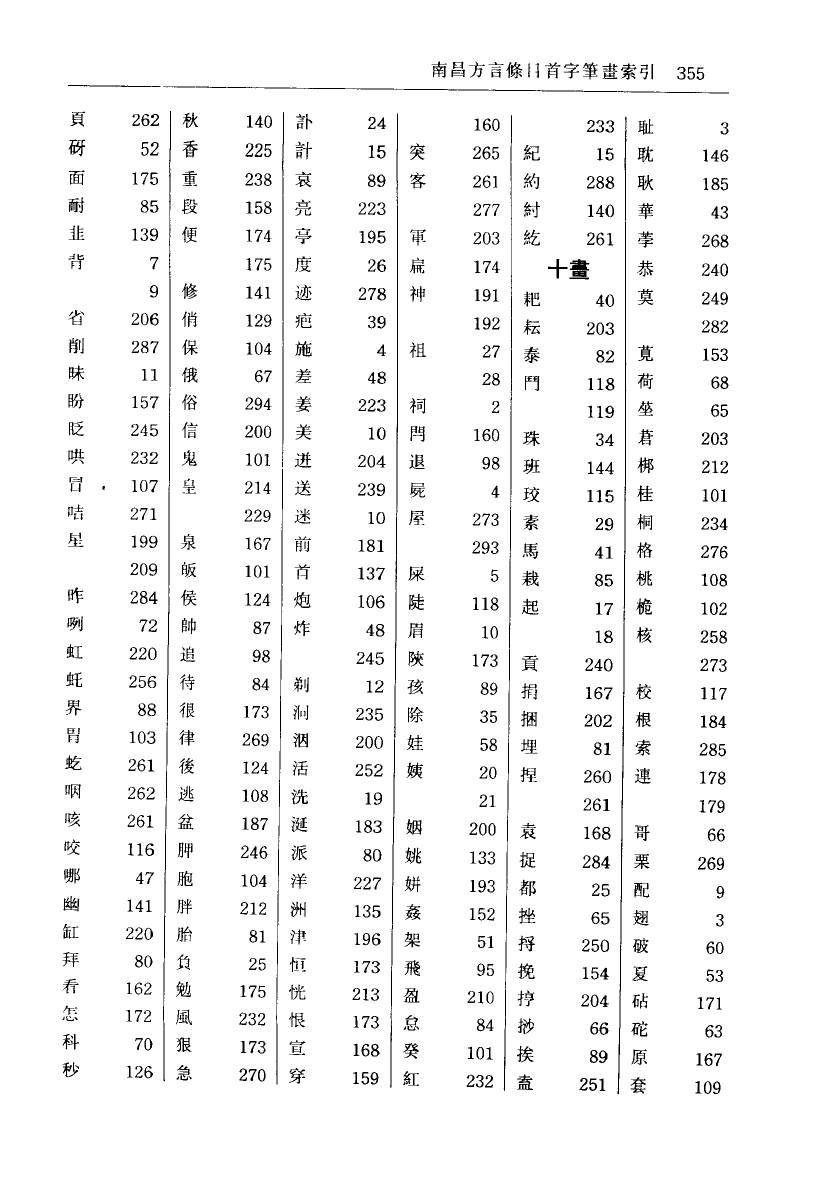 南昌方言條目首字筆畫索引 355
頁 262
砑 52
面 175
耐 85
韭 139
背 7
9
省 206
削 287
昧 11
盼 157
眨 245
哄 232
冒 107
咭 271
星 199
209
昨 284
咧 72
虹 220
虴 256
界 88
胃 103
虼 261
咽 262
咳 261
咬 116
哪 47
幽 141
缸 220
拜 80
看 162
怎 172
科 70
秒 126
秋 140
香 225
重 238
段 158
便 174
175
修 141
俏 129
保 104
俄 67
俗 294
信 200
鬼 101
皇 214
229
泉 167
皈 101
侯 124
帥 87
追 98
待 84
很 173
律 269
後 124
逃 108
盆 187
胛 246
胞 104
胖 212
胎 81
負 25
勉 175
風 232
狠 173
急 270
訃 24
計 15
哀 89
亮 223
亭 195
度 26
迹 278
疤 39
施 4
差 48
姜 223
美 10
迸 204
送 239
迷 10
前 181
首 137
炮 106
炸 48
245
剃 12
洞 235
洇 200
活 252
洗 19
涎 183
派 80
洋 227
洲 135
津 196
恒 173
恍 213
恨 173
宣 168
穿 159
160
突 265
客 261
277
軍 203
扁 174
神 191
192
祖 27
28
祠 2
閂 160
退 98
屍 4
屋 273
293
屎 5
陡 118
眉 10
陝 173
孩 89
除 35
娃 58
姨 20
21
姻 200
姚 133
姘 193
姦 152
架 51
飛 95
盈 210
怠 84
癸 101
紅 232
233
紀 15
約 288
紂 140
紇 261
十畫
耙 40
耘 203
泰 82
鬥 118
119
珠 34
班 144
珓 115
素 29
馬 41
栽 85
起 17
18
貢 240
捐 167
捆 202
埋 81
捏 260
261
袁 168
捉 284
都 25
挫 65
捋 250
挽 154
捊 204
挱 66
挨 89
盍 251
耻 3
耽 146
耿 185
華 43
荸 268
恭 240
莫 249
282
莧 153
荷 68
莝 65
莙 203
梆 212
桂 101
桐 234
格 276
桃 108
桅 102
核 258
273
校 117
根 184
索 285
連 178
179
哥 66
栗 269
配 9
翅 3
破 60
夏 53
砧 171
砣 63
原 167
套 109